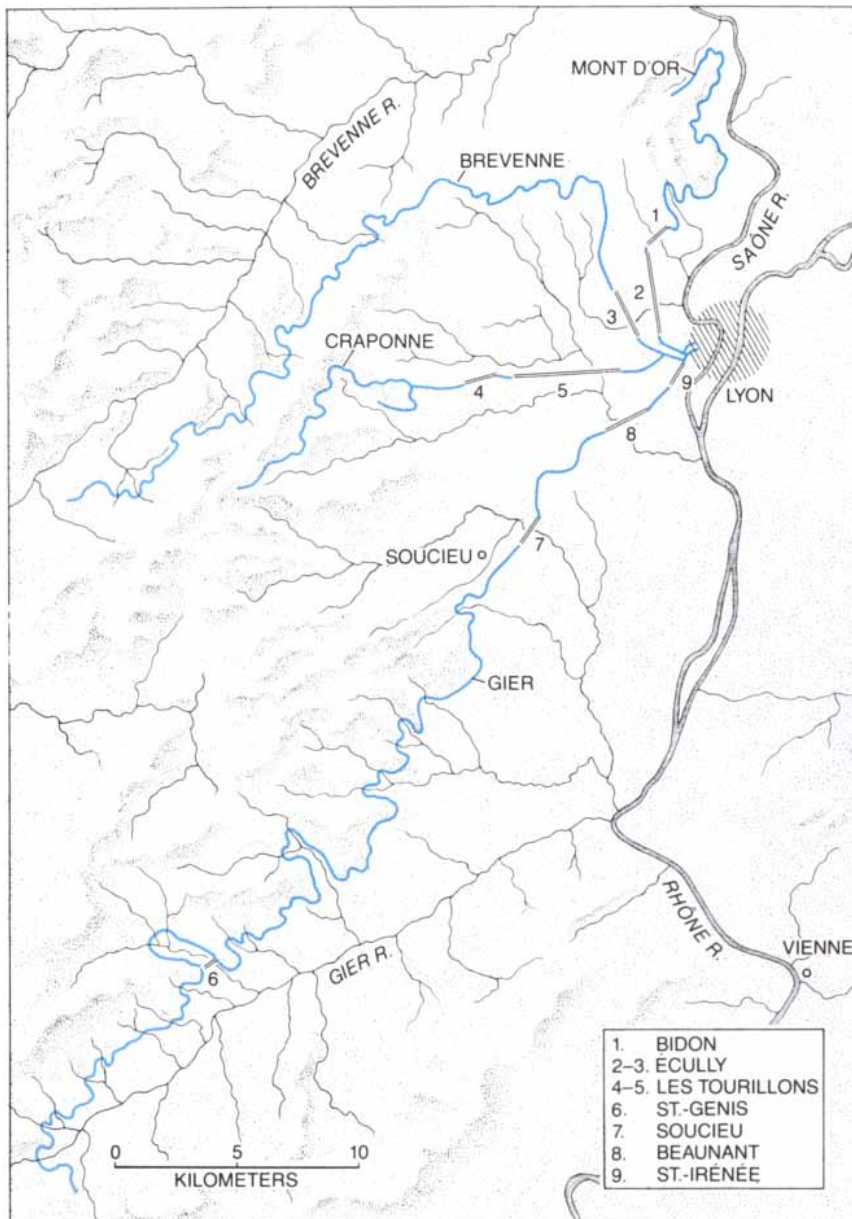 MONT D'OR
BREVENNE R.
BREVENNE
SAÔNE R.
1
2
3
CRAPONNE
4
5
9
LYON
8
SOUCIEU
7
GIER
RHÔNE R.
VIENNE
6
GIER R.
1. BIDON
2–3. ÉCULLY
4–5. LES TOURILLONS
6. ST.-GENIS
7. SOUCIEU
8. BEAUNANT
9. ST.-IRÉNÉE
0 5 10
KILOMETERS